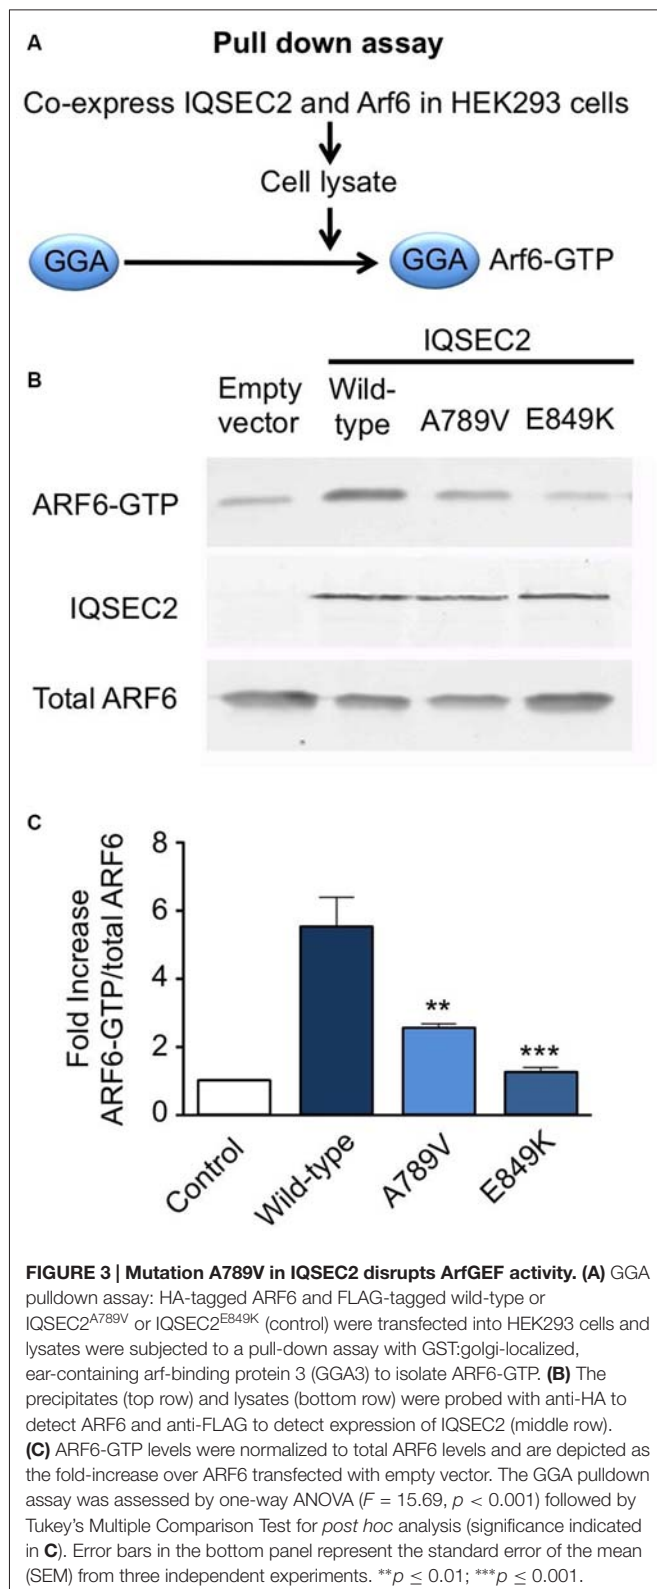 A
Pull down assay
Co-express IQSEC2 and Arf6 in HEK293 cells
Cell lysate
GGA
GGA
Arf6-GTP
IQSEC2
B
Empty vector
Wild-type
A789V
E849K
ARF6-GTP
IQSEC2
Total ARF6
C
Fold Increase
ARF6-GTP/total ARF6
8
6
4
2
0
**
***
Control
Wild-type
A789V
E849K
FIGURE 3 | Mutation A789V in IQSEC2 disrupts ArfGEF activity. (A) GGA
pulldown assay: HA-tagged ARF6 and FLAG-tagged wild-type or
IQSEC2A789V or IQSEC2E849K (control) were transfected into HEK293 cells and
lysates were subjected to a pull-down assay with GST:golgi-localized,
ear-containing arf-binding protein 3 (GGA3) to isolate ARF6-GTP. (B) The
precipitates (top row) and lysates (bottom row) were probed with anti-HA to
detect ARF6 and anti-FLAG to detect expression of IQSEC2 (middle row).
(C) ARF6-GTP levels were normalized to total ARF6 levels and are depicted as
the fold-increase over ARF6 transfected with empty vector. The GGA pulldown
assay was assessed by one-way ANOVA (F = 15.69, p < 0.001) followed by
Tukey's Multiple Comparison Test for post hoc analysis (significance indicated
in C). Error bars in the bottom panel represent the standard error of the mean
(SEM) from three independent experiments. **p ≤ 0.01; ***p ≤ 0.001.